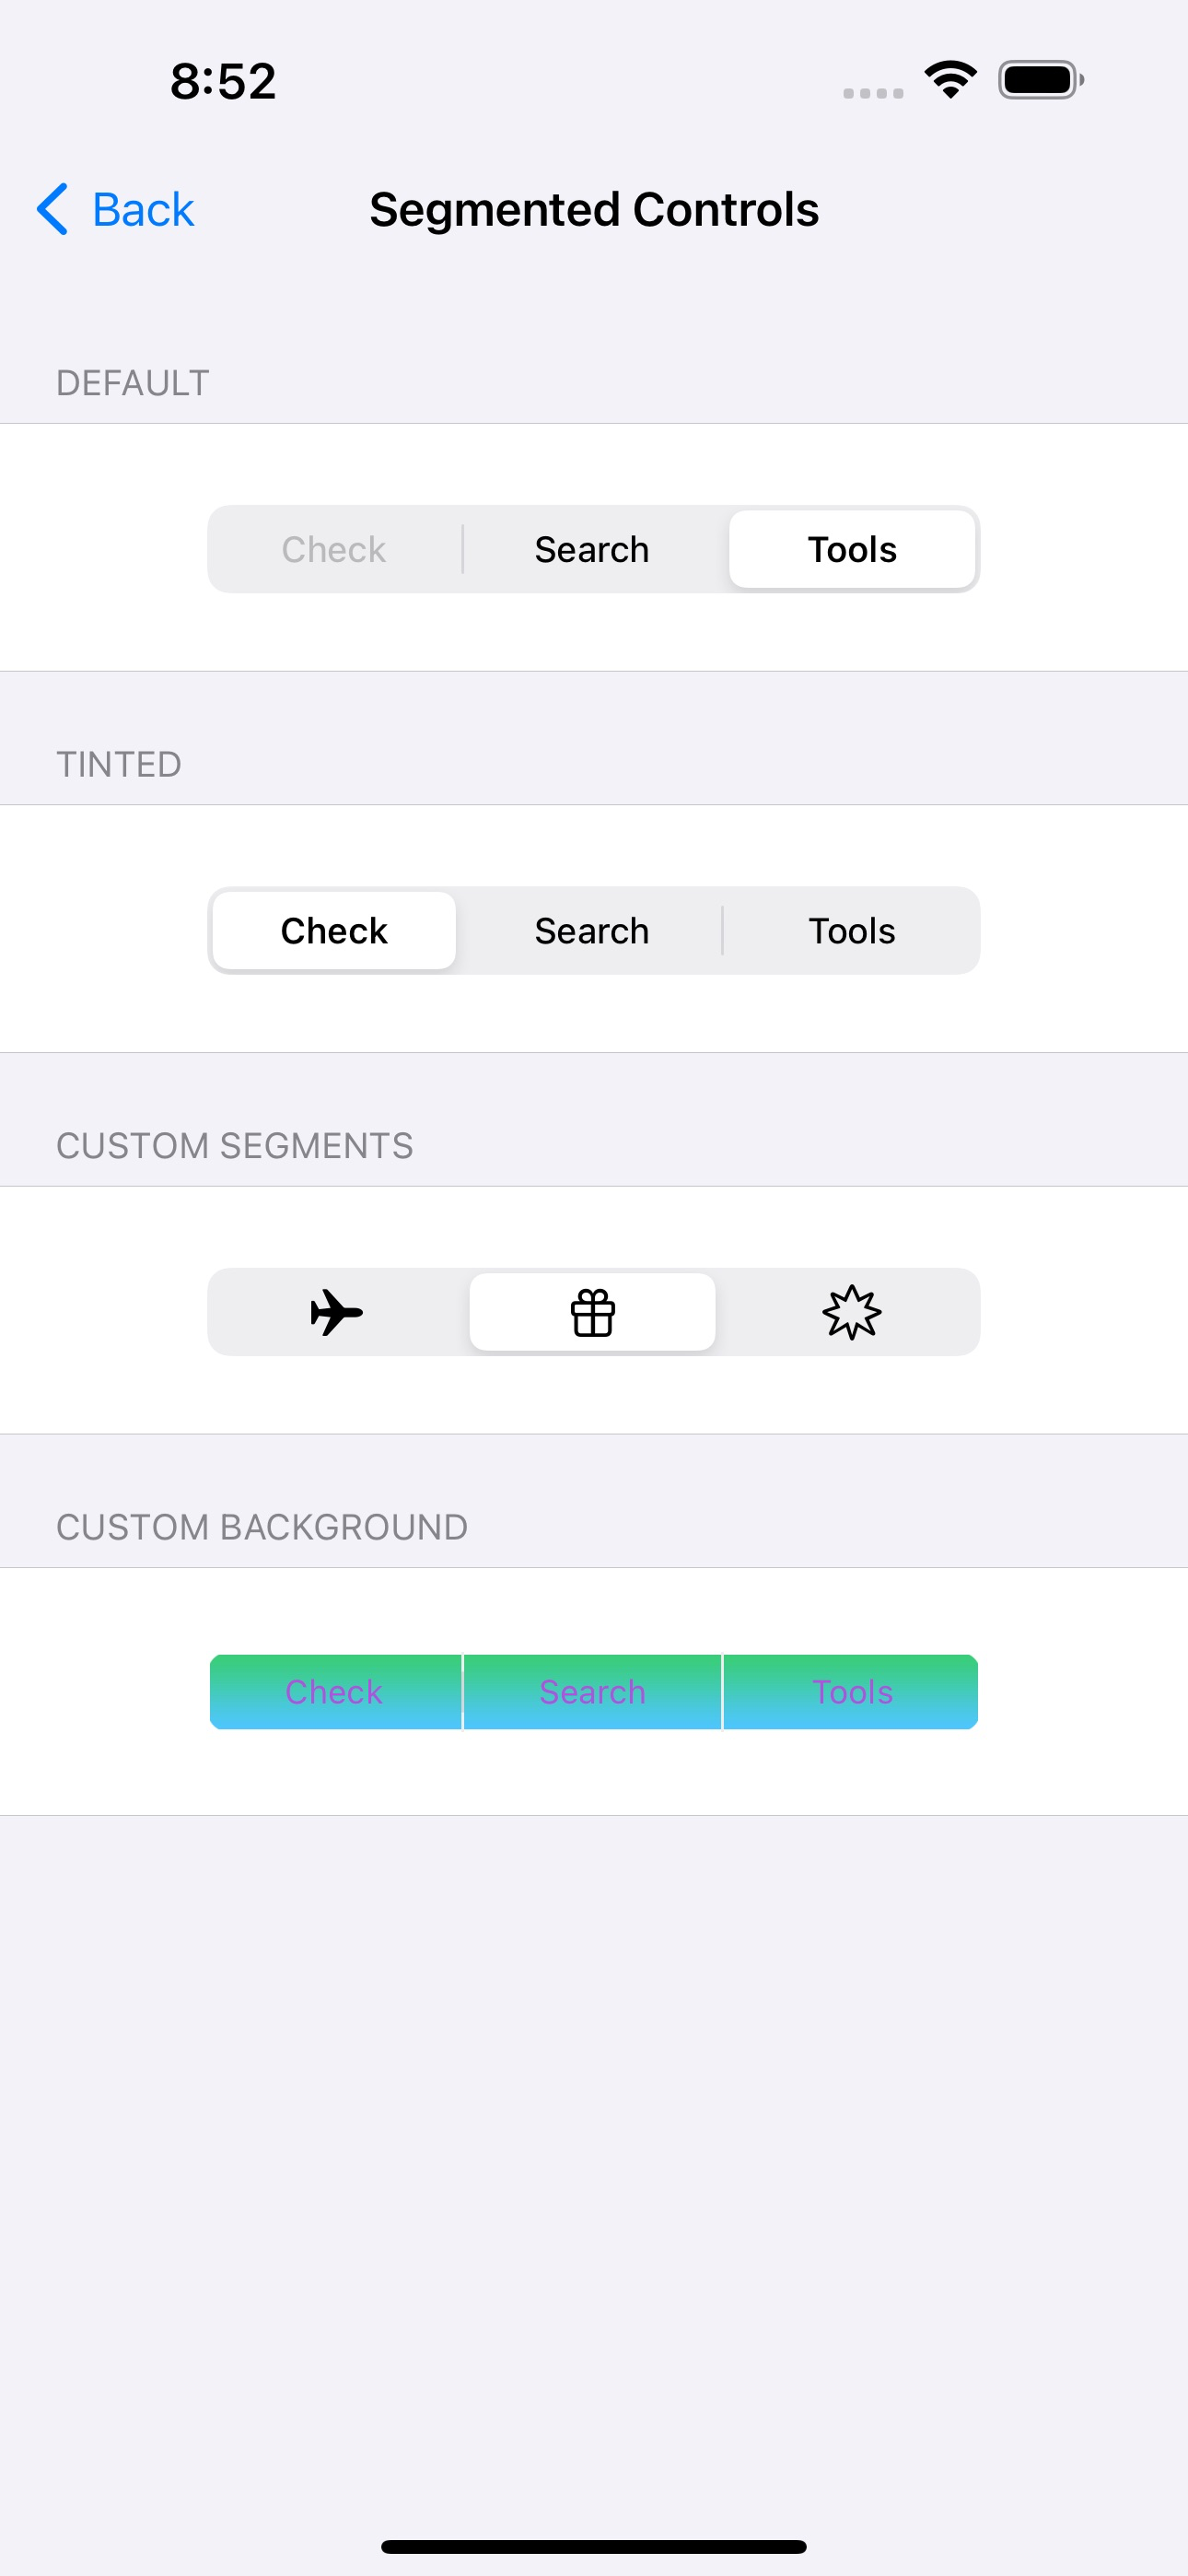 8:52
Back
Segmented Controls
DEFAULT
Check Search Tools
TINTED
Check Search Tools
CUSTOM SEGMENTS
CUSTOM BACKGROUND
Check Search Tools